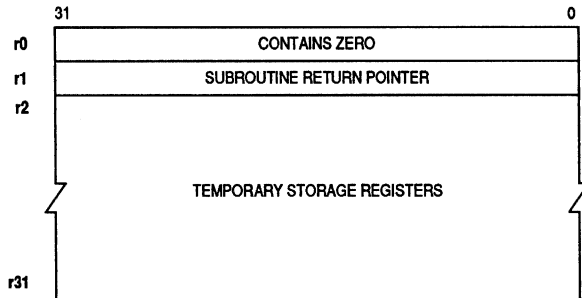 31 0
r0 CONTAINS ZERO
r1 SUBROUTINE RETURN POINTER
r2
TEMPORARY STORAGE REGISTERS
r31